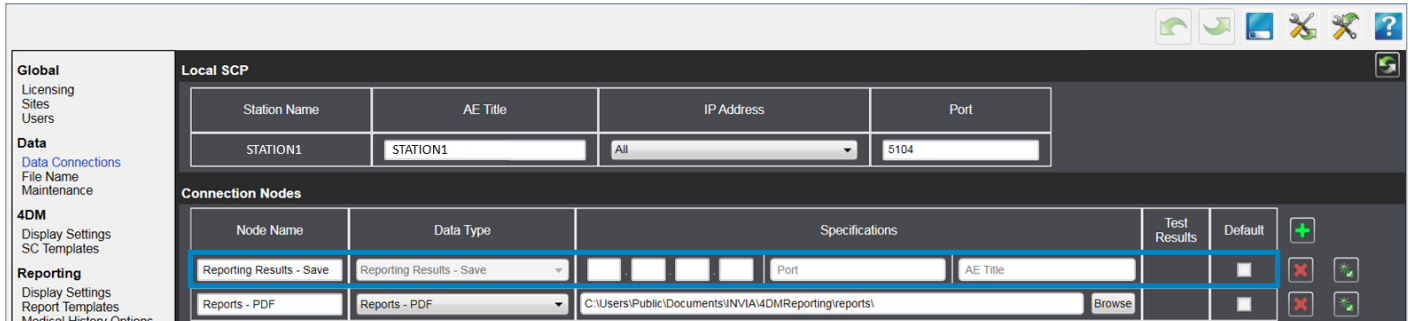 ?
Global
Licensing
Sites
Users
Data
Data Connections
File Name
Maintenance
4DM
Display Settings
SC Templates
Reporting
Display Settings
Report Templates
Medical History Options
Local SCP
Station Name AE Title IP Address Port
STATION1 STATION1 All 5104
Connection Nodes
Node Name Data Type Specifications Test Results Default
Reporting Results - Save Reporting Results - Save . . . Port AE Title
Reports - PDF Reports - PDF C:\Users\Public\Documents\INVIA\4DMReporting\reports\ Browse